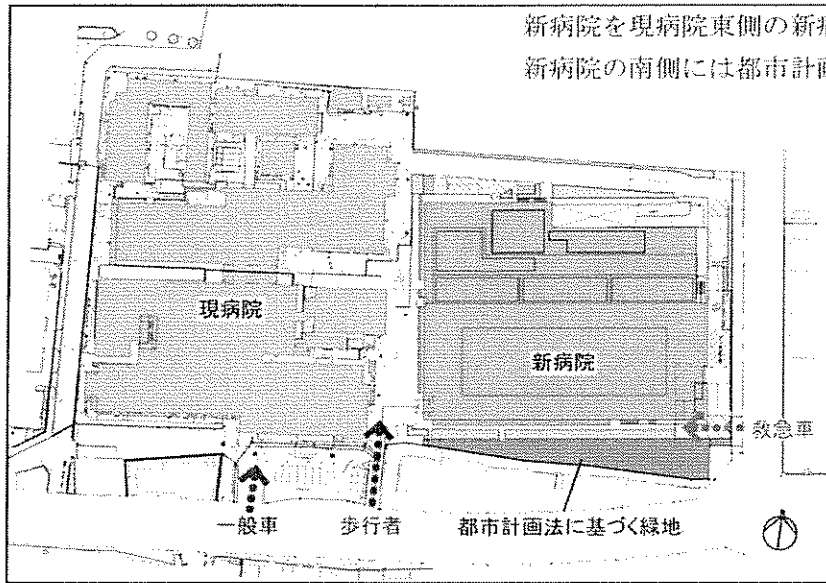 新病院を現病院東側の新
新病院の南側には都市計画
現病院
新病院
救急車
一般車
歩行者
都市計画法に基づく緑地